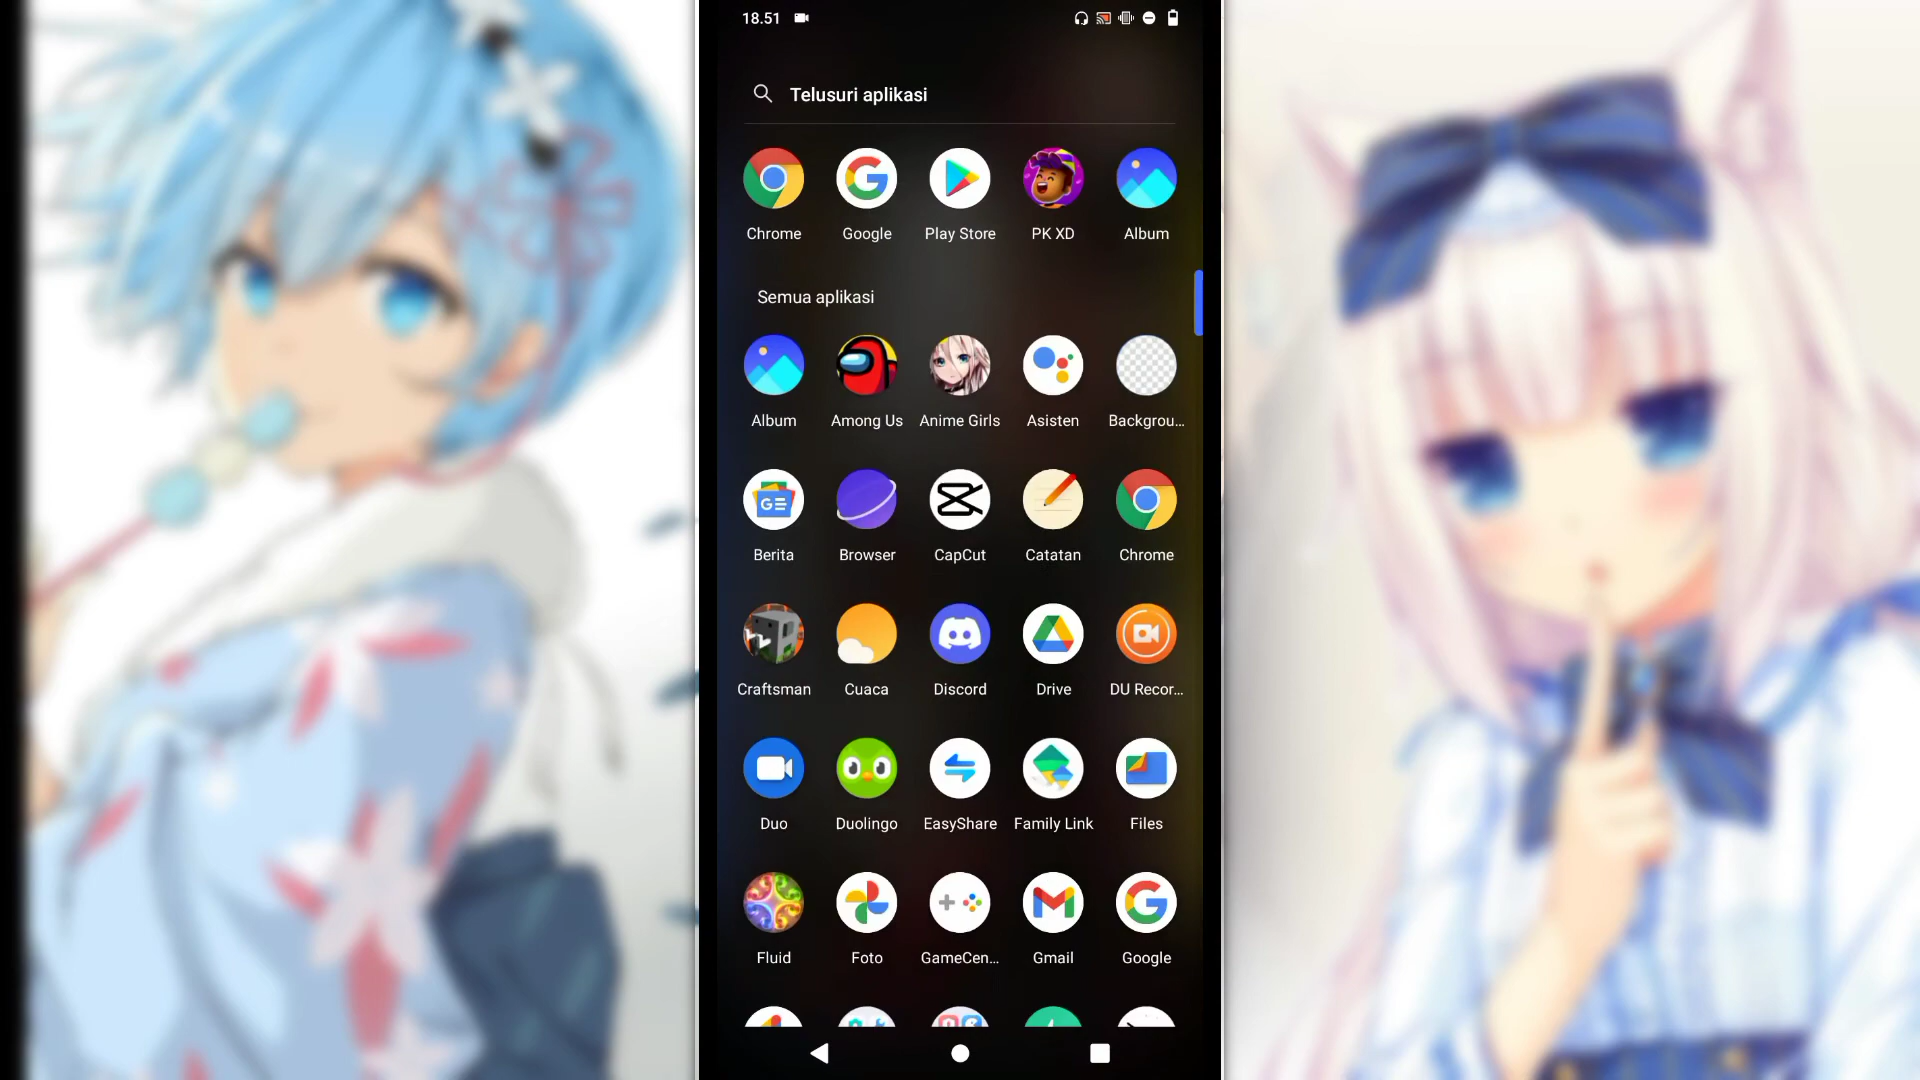 18.51
Telusuri aplikasi
Chrome Google Play Store PK XD Album
Semua aplikasi
Album Among Us Anime Girls Asisten Backgrou...
GE
Berita Browser CapCut Catatan Chrome
Craftsman Cuaca Discord Drive DU Recor...
Duo Duolingo EasyShare Family Link Files
Fluid Foto GameCen... Gmail Google